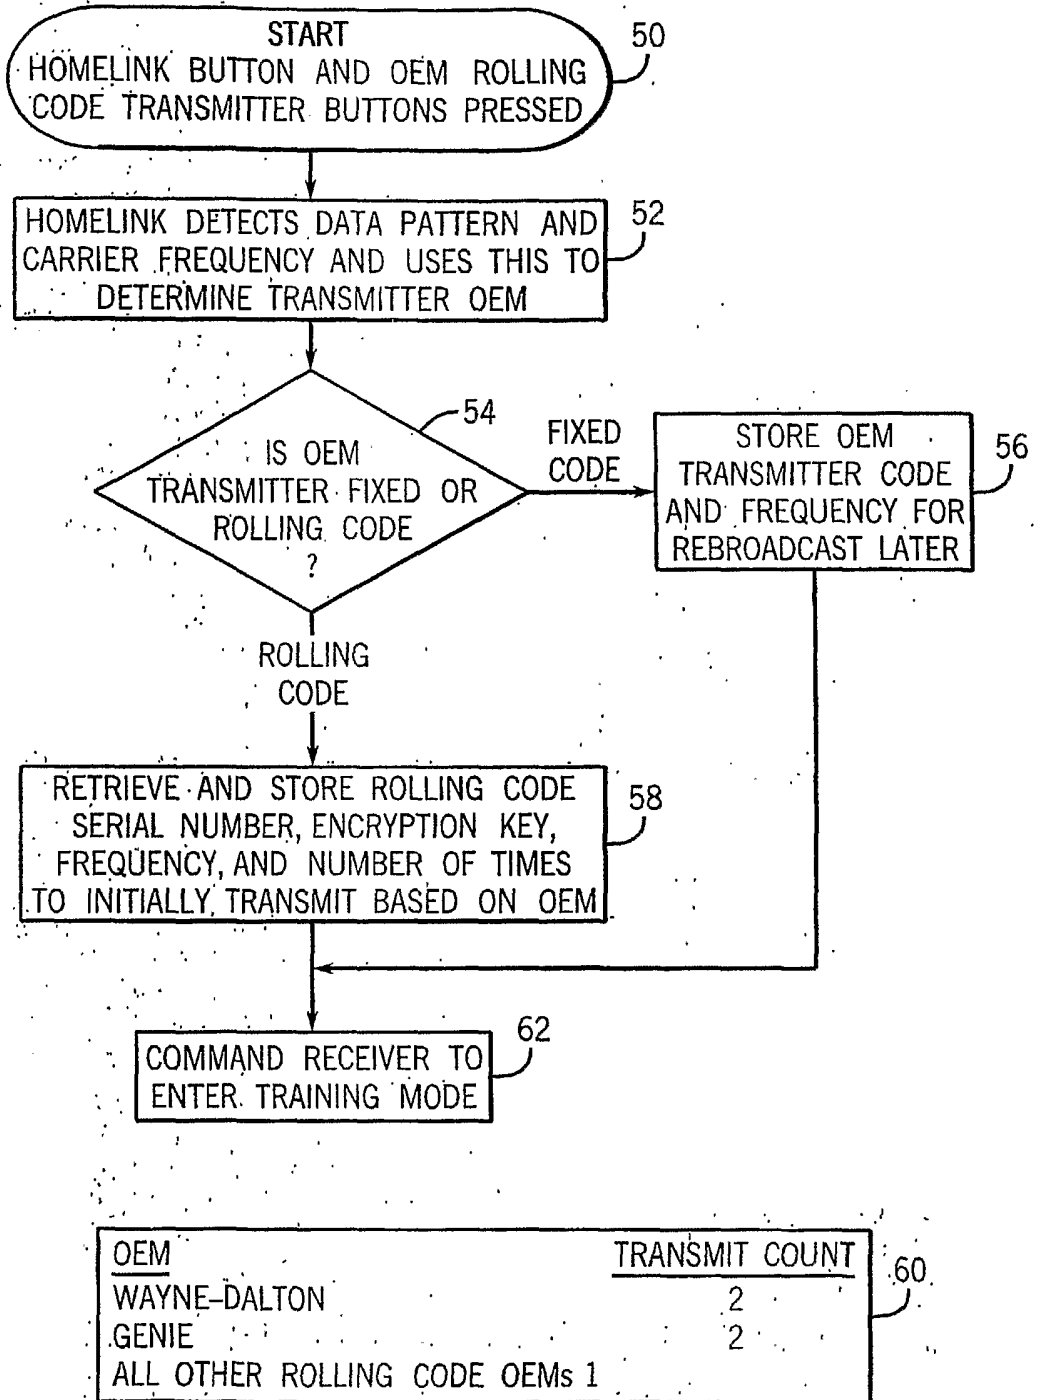 START
HOMELINK BUTTON AND OEM ROLLING
CODE TRANSMITTER BUTTONS PRESSED
50
HOMELINK DETECTS DATA PATTERN AND
CARRIER FREQUENCY AND USES THIS TO
DETERMINE TRANSMITTER OEM
52
IS OEM
TRANSMITTER FIXED OR
ROLLING CODE
?
54
FIXED
CODE
STORE OEM
TRANSMITTER CODE
AND FREQUENCY FOR
REBROADCAST LATER
56
ROLLING
CODE
RETRIEVE AND STORE ROLLING CODE
SERIAL NUMBER, ENCRYPTION KEY,
FREQUENCY, AND NUMBER OF TIMES
TO INITIALLY TRANSMIT BASED ON OEM
58
COMMAND RECEIVER TO
ENTER TRAINING MODE
62
OEM TRANSMIT COUNT
WAYNE-DALTON 2
GENIE 2
ALL OTHER ROLLING CODE OEMs 1
60